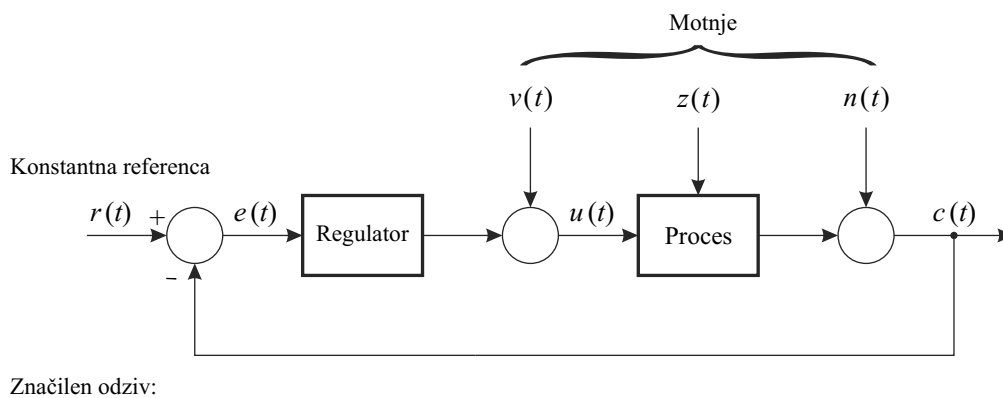 Motnje
v(t) z(t) n(t)
Konstantna referenca
r(t) + e(t) Regulator u(t) Proces c(t)
-
Značilen odziv: